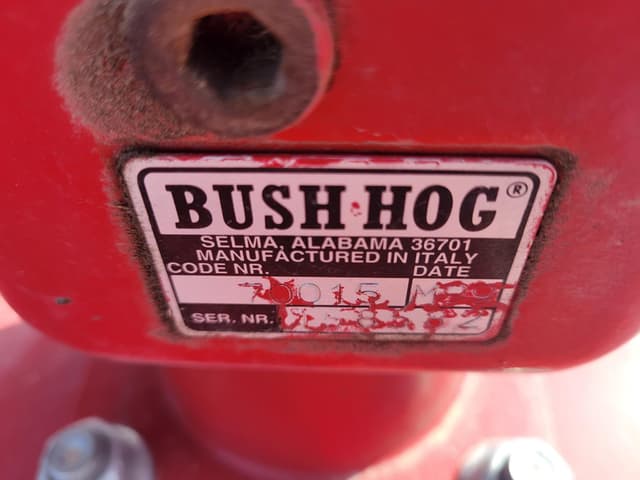 BUSH HOG®
SELMA, ALABAMA 36701
MANUFACTURED IN ITALY
CODE NR. DATE
SER. NR.